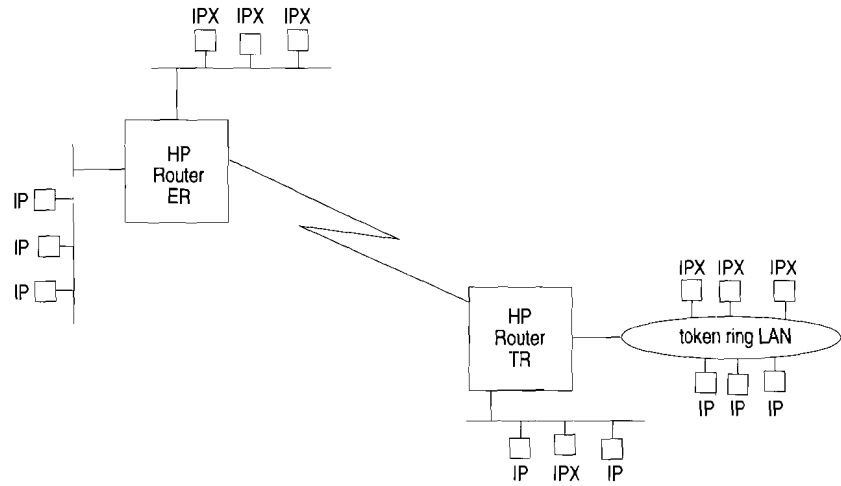 IPX IPX IPX
HP
Router
ER
IP
IP
IP
HP
Router
TR
IPX IPX IPX
token ring LAN
IP IP IP
IP IPX IP